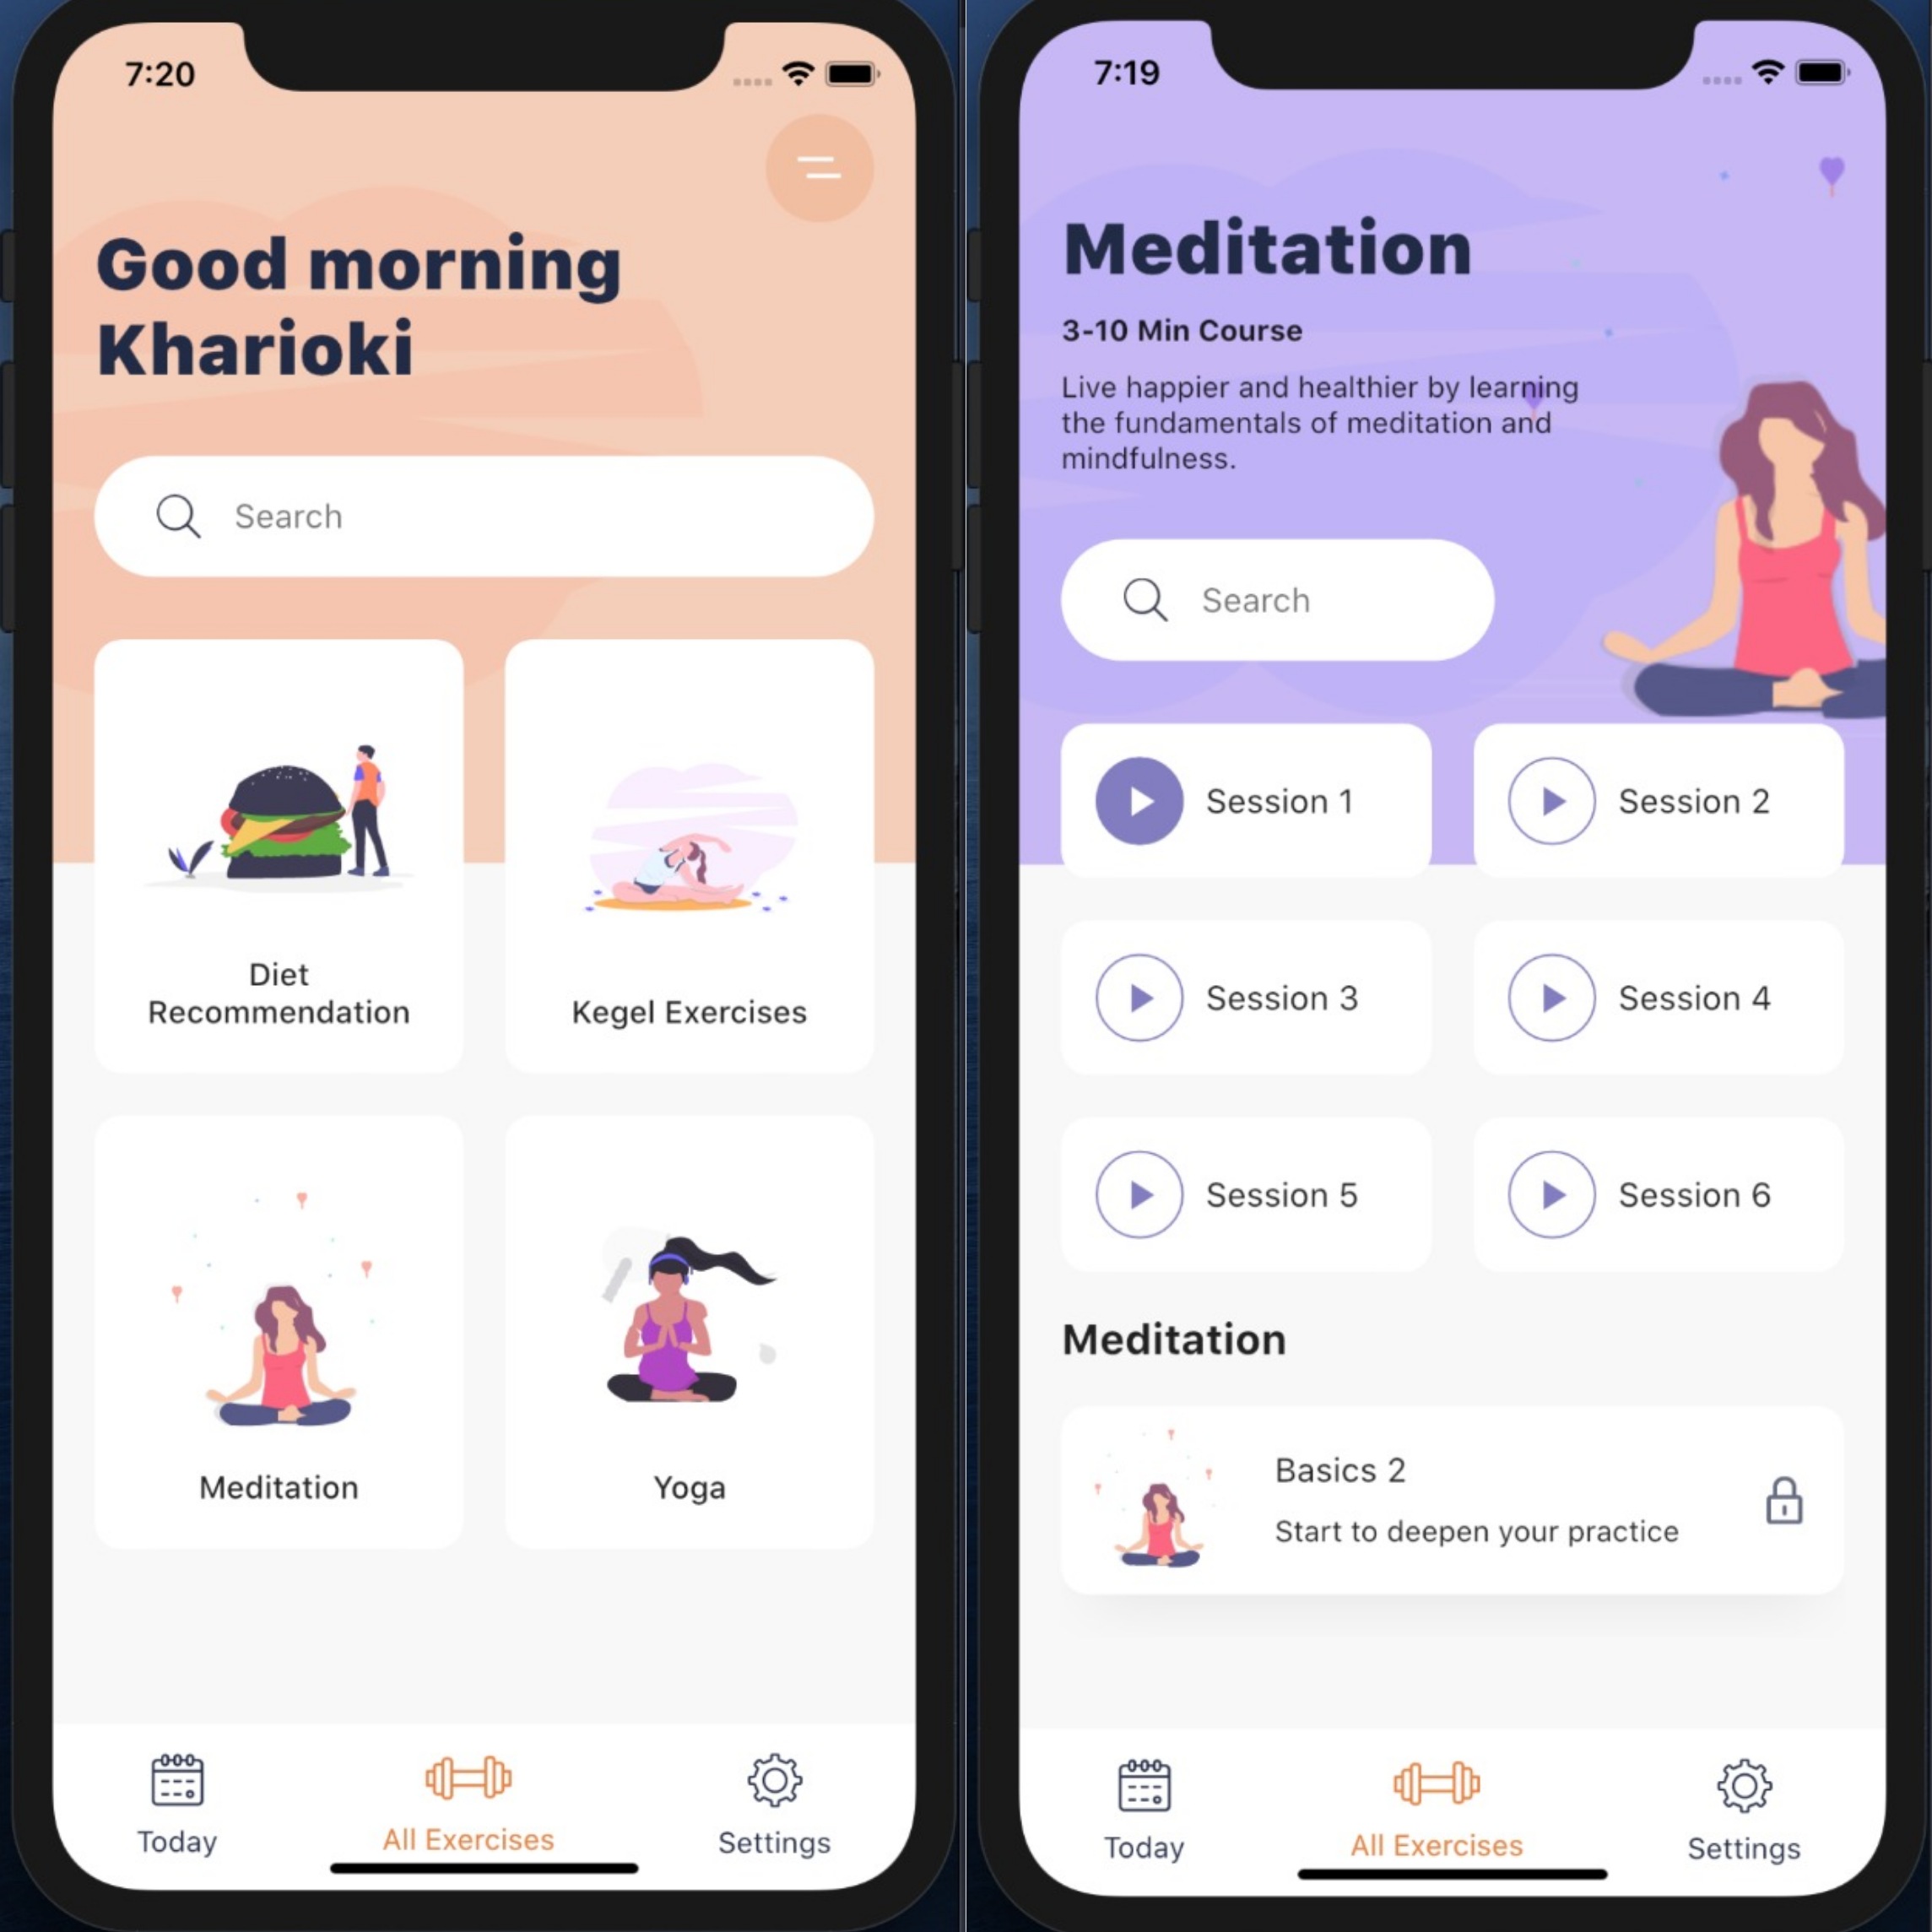 7:20
Good morning
Kharioki
Search
Diet
Recommendation
Kegel Exercises
Meditation
Yoga
Today
All Exercises
Settings
7:19
Meditation
3-10 Min Course
Live happier and healthier by learning
the fundamentals of meditation and
mindfulness.
Search
Session 1
Session 2
Session 3
Session 4
Session 5
Session 6
Meditation
Basics 2
Start to deepen your practice
Today
All Exercises
Settings